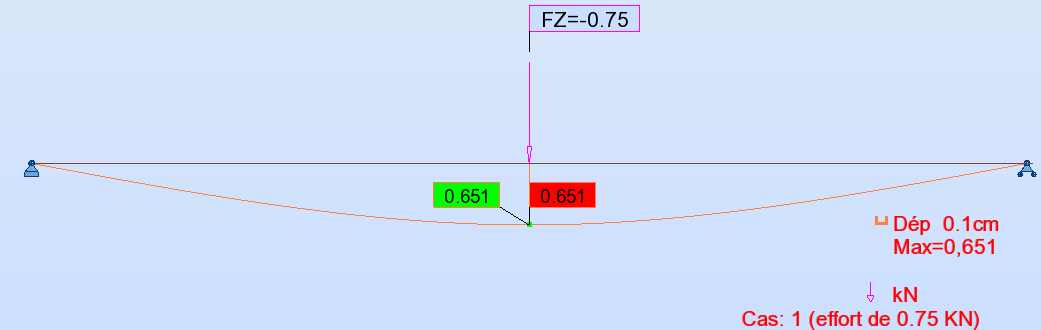 FZ=-0.75
0.651
0.651
Dép 0.1cm
Max=0,651
kN
Cas: 1 (effort de 0.75 KN)